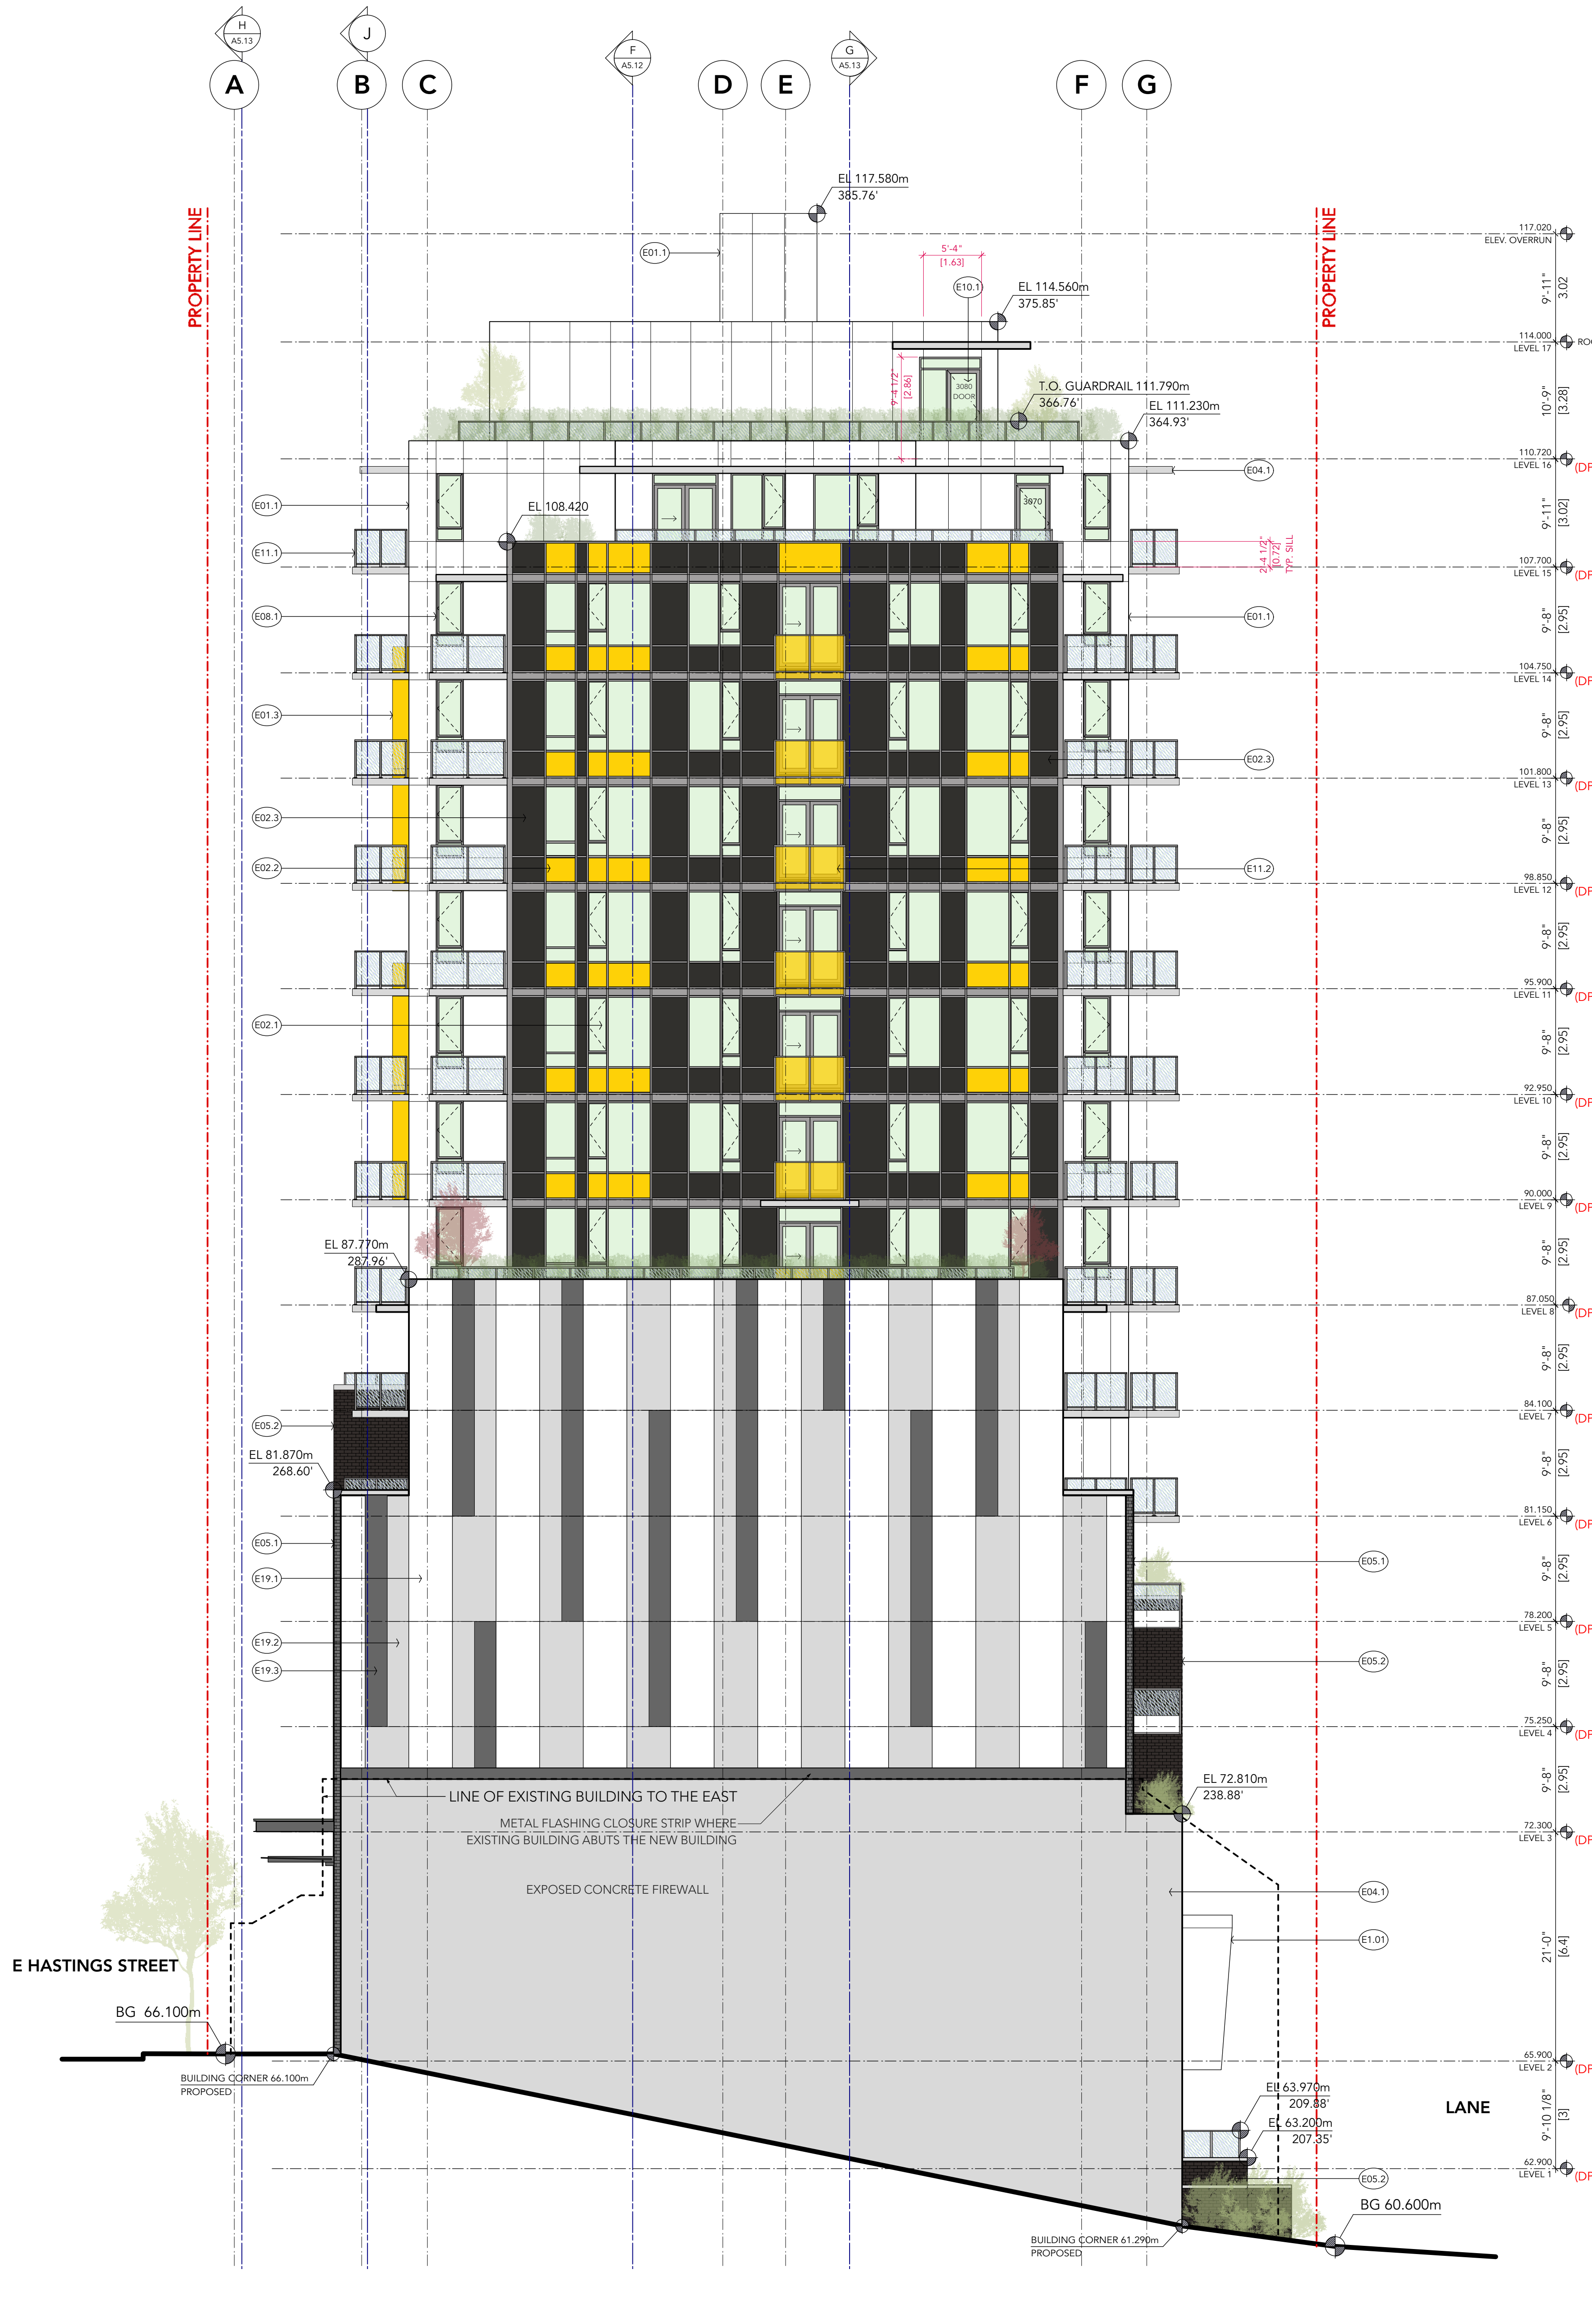 H
A5.13
J
F
A5.12
G
A5.13
A
B
C
D
E
F
G
PROPERTY LINE
PROPERTY LINE
EL 117.580m
385.76'
E01.1
5'-4"
[1.63]
E10.1
EL 114.560m
375.85'
9'-4 1/2"
[2.86]
3080
DOOR
T.O. GUARDRAIL 111.790m
366.76'
EL 111.230m
364.93'
E04.1
E01.1
EL 108.420
3070
E11.1
2'-4 1/2"
[0.72]
TYP. SILL
E08.1
E01.1
E01.3
E02.3
E02.3
E02.2
E11.2
E02.1
EL 87.770m
287.96'
E05.2
EL 81.870m
268.60'
E05.1
E05.1
E19.1
E19.2
E05.2
E19.3
EL 72.810m
238.88'
LINE OF EXISTING BUILDING TO THE EAST
METAL FLASHING CLOSURE STRIP WHERE
EXISTING BUILDING ABUTS THE NEW BUILDING
EXPOSED CONCRETE FIREWALL
E04.1
E1.01
E HASTINGS STREET
BG 66.100m
BUILDING CORNER 66.100m
PROPOSED
EL 63.970m
209.88'
EL 63.200m
207.35'
LANE
E05.2
BG 60.600m
BUILDING CORNER 61.290m
PROPOSED
117.020
ELEV. OVERRUN
9'-11"
3.02
114.000
LEVEL 17
10'-9"
[3.28]
110.720
LEVEL 16
9'-11"
[3.02]
107.700
LEVEL 15
9'-8"
[2.95]
104.750
LEVEL 14
9'-8"
[2.95]
101.800
LEVEL 13
9'-8"
[2.95]
98.850
LEVEL 12
9'-8"
[2.95]
95.900
LEVEL 11
9'-8"
[2.95]
92.950
LEVEL 10
9'-8"
[2.95]
90.000
LEVEL 9
9'-8"
[2.95]
87.050
LEVEL 8
9'-8"
[2.95]
84.100
LEVEL 7
9'-8"
[2.95]
81.150
LEVEL 6
9'-8"
[2.95]
78.200
LEVEL 5
9'-8"
[2.95]
75.250
LEVEL 4
9'-8"
[2.95]
72.300
LEVEL 3
21'-0"
[6.4]
65.900
LEVEL 2
9'-10 1/8"
[3]
62.900
LEVEL 1